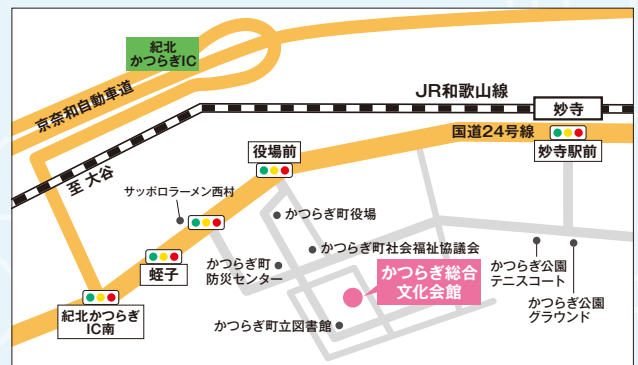 紀北
かつらぎIC
京奈和自動車道
JR和歌山線
妙寺
国道24号線
妙寺駅前
役場前
至 大谷
サッポロラーメン西村
かつらぎ町役場
かつらぎ町社会福祉協議会
蛭子
かつらぎ町
防災センター
かつらぎ総合
文化会館
かつらぎ公園
テニスコート
かつらぎ公園
グラウンド
紀北かつらぎ
IC南
かつらぎ町立図書館